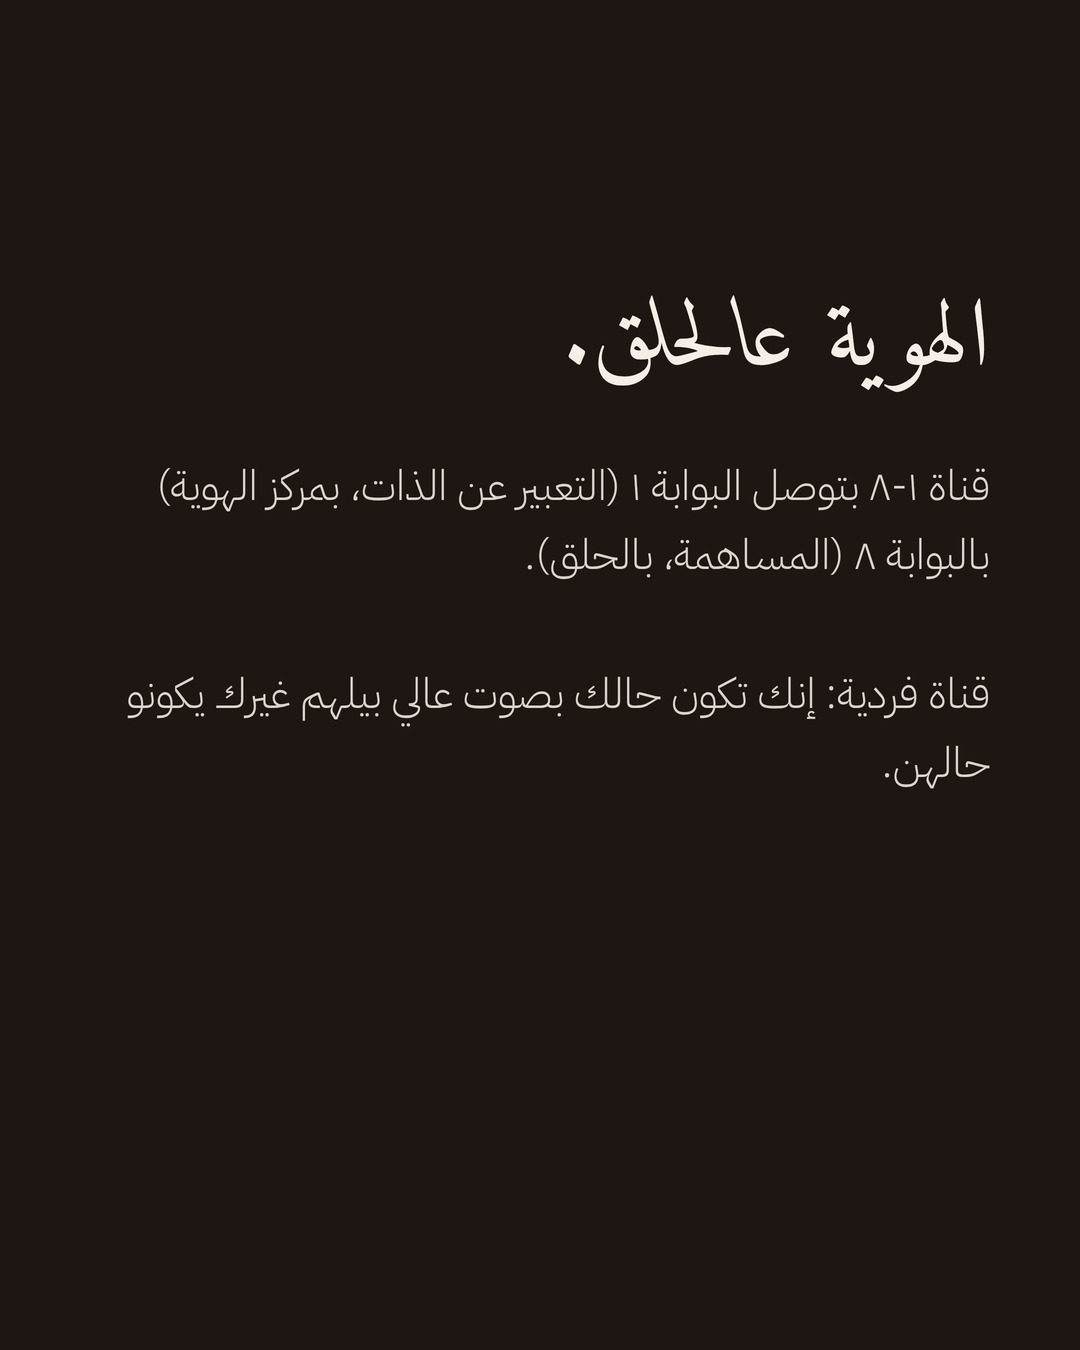 الهوية عالحلق.
قناة ١-٨ بتوصل البوابة ١ (التعبير عن الذات، بمركز الهوية)
بالبوابة ٨ (المساهمة، بالحلق).
قناة فردية: إنك تكون حالك بصوت عالي بيلهم غيرك يكونو
حالهن.